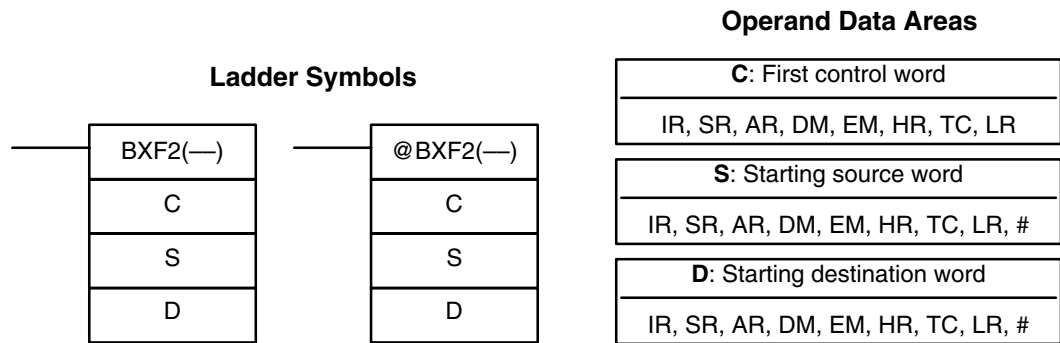 Ladder Symbols
BXF2(—)
C
S
D
@BXF2(—)
C
S
D
Operand Data Areas
C: First control word
IR, SR, AR, DM, EM, HR, TC, LR
S: Starting source word
IR, SR, AR, DM, EM, HR, TC, LR, #
D: Starting destination word
IR, SR, AR, DM, EM, HR, TC, LR, #